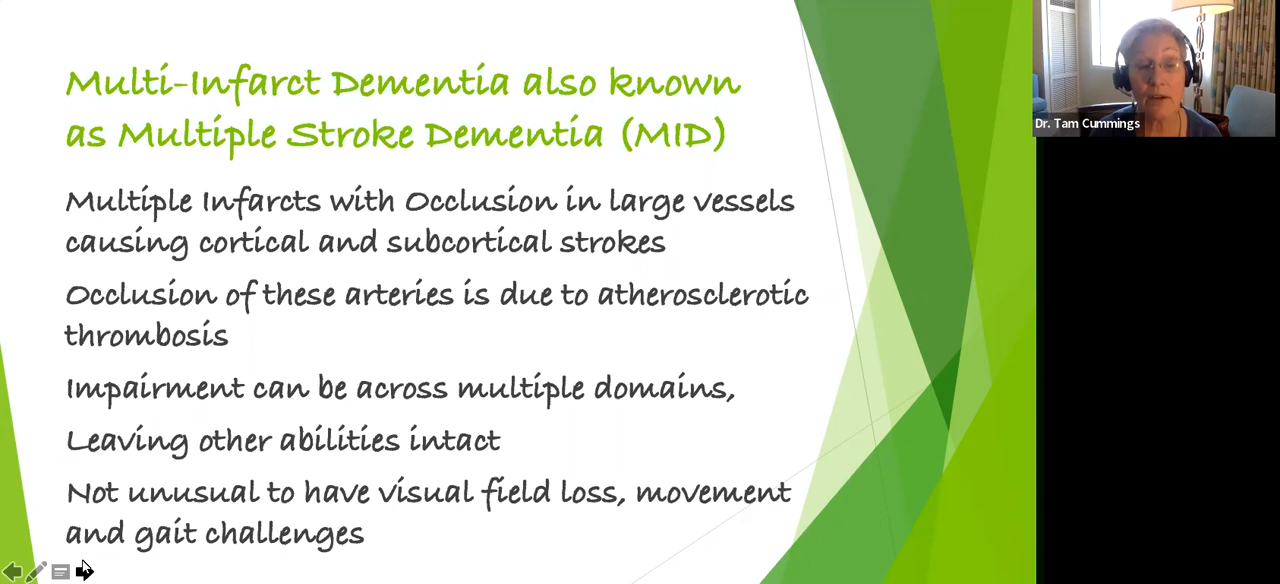 Multi-Infarct Dementia also known
as Multiple Stroke Dementia (MID)
Multiple Infarcts with Occlusion in large vessels
causing cortical and subcortical strokes
Occlusion of these arteries is due to atherosclerotic
thrombosis
Impairment can be across multiple domains,
Leaving other abilities intact
Not unusual to have visual field loss, movement
and gait challenges
Dr. Tam Cummings